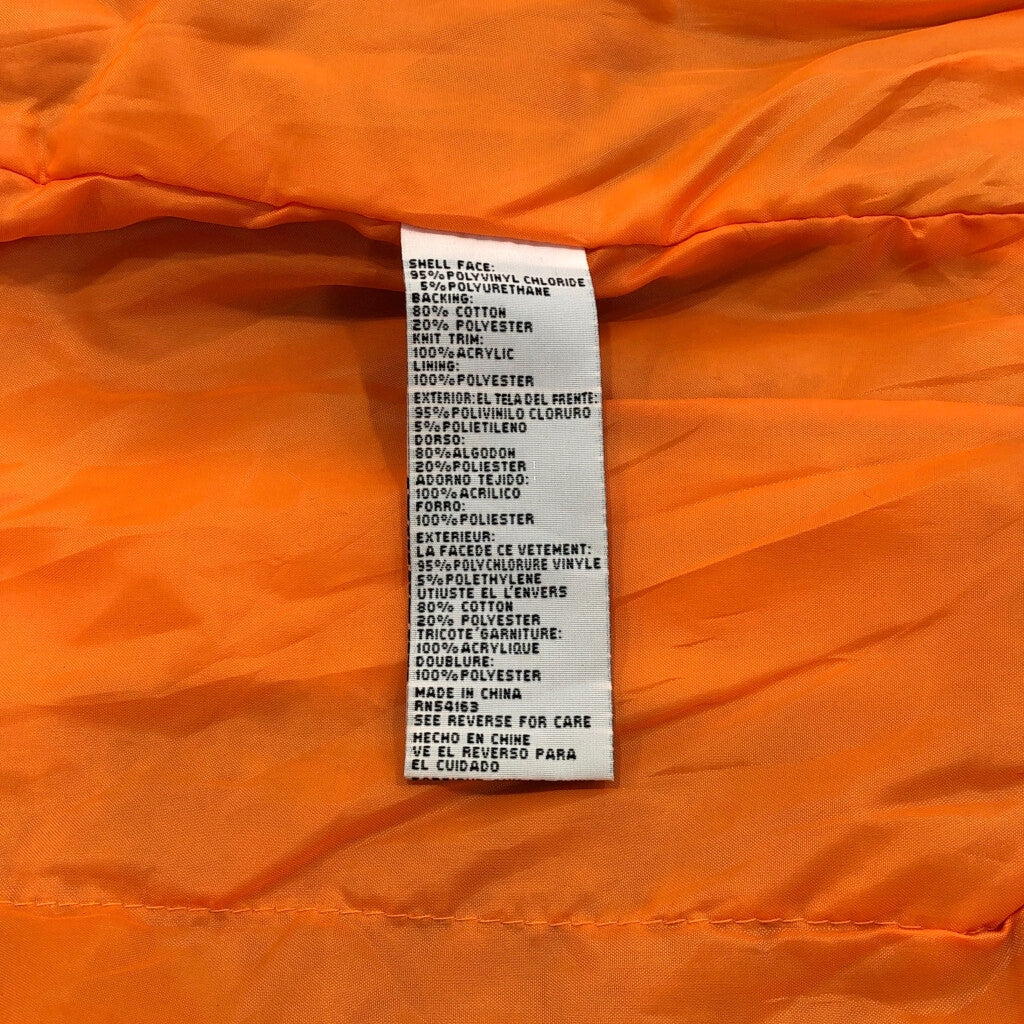 SHELL FACE:
95%POLYVINYL CHLORIDE
5%POLYURETHANE
BACKING:
80% COTTON
20% POLYESTER
KNIT TRIM:
100%ACRYLIC
LINING:
100%POLYESTER
EXTERIOR:EL TELA DEL FRENTE:
95%POLIVINILO CLORURO
5%POLIETILENO
DORSO:
80%ALGODON
20%POLIESTER
ADORNO TEJIDO:
100%ACRILICO
FORRO:
100%POLIESTER
EXTERIEUR:
LA FACEDE CE VETEMENT:
95%POLYCHLORURE VINYLE
5%POLETHYLENE
UTIUSTE EL L'ENVERS
80% COTTON
20% POLYESTER
TRICOTE'GARNITURE:
100%ACRYLIQUE
DOUBLURE:
100%POLYESTER
MADE IN CHINA
RN54163
SEE REVERSE FOR CARE
HECHO EN CHINE
VE EL REVERSO PARA
EL CUIDADO